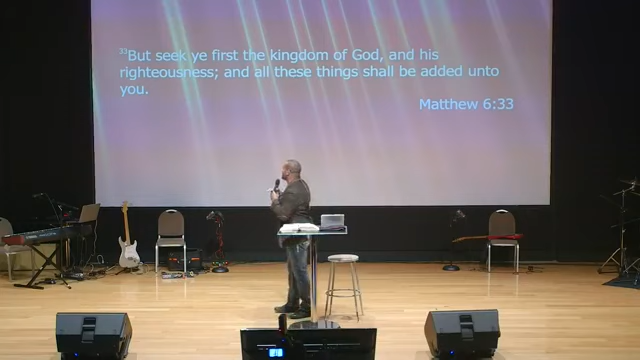 33But seek ye first the kingdom of God, and his
righteousness; and all these things shall be added unto
you.
Matthew 6:33